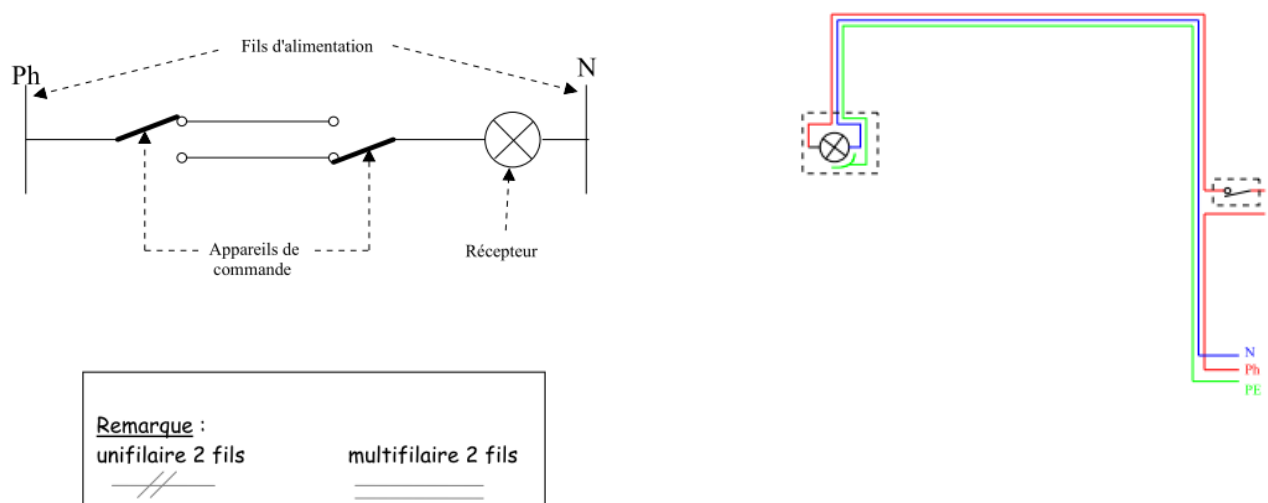 Fils d'alimentation
Ph
N
Appareils de
commande
Récepteur
N
Ph
PE
Remarque :
unifilaire 2 fils
multifilaire 2 fils